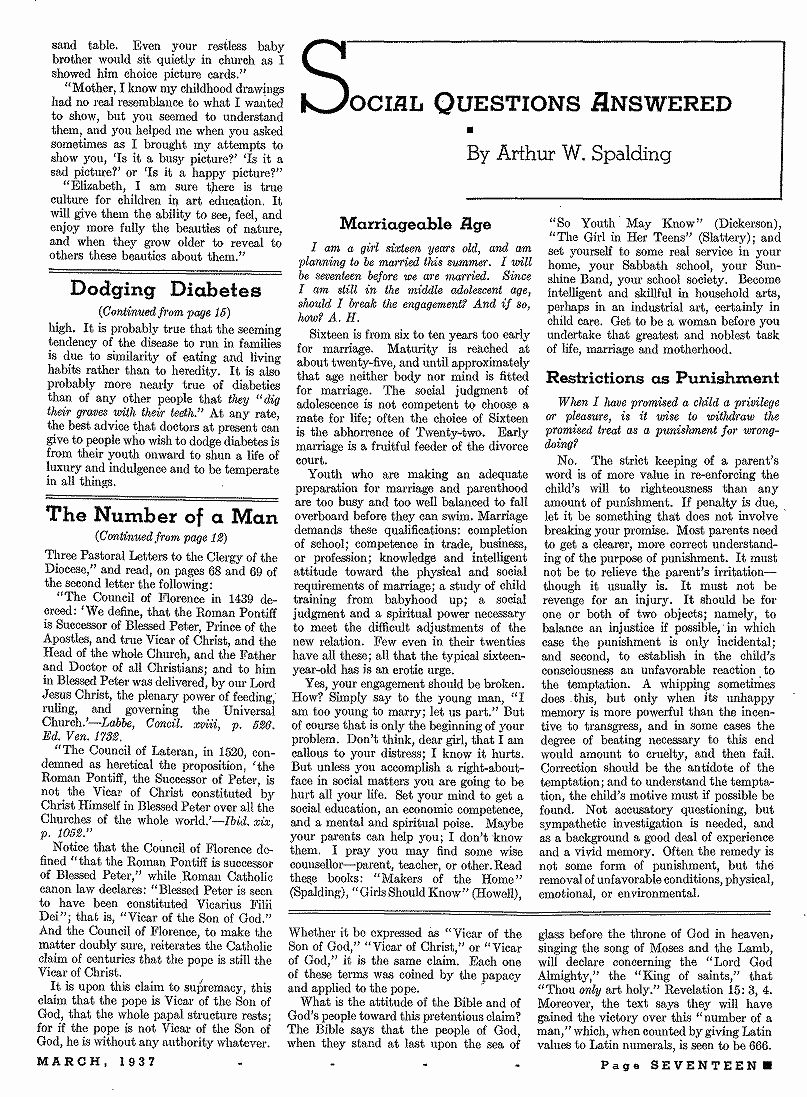 sand table. Even your restless baby
brother would sit quietly in church as I
showed him choice picture cards."
"Mother, I know my childhood drawings
had no real resemblance to what I wanted
to show, but you seemed to understand
them, and you helped me when you asked
sometimes as I brought my attempts to
show you, 'Is it a busy picture?' 'Is it a
sad picture?' or 'Is it a happy picture?'"
"Elizabeth, I am sure there is true
culture for children in art education. It
will give them the ability to see, feel, and
enjoy more fully the beauties of nature,
and when they grow older to reveal to
others these beauties about them."
Dodging Diabetes
(Continued from page 15)
high. It is probably true that the seeming
tendency of the disease to run in families
is due to similarity of eating and living
habits rather than to heredity. It is also
probably more nearly true of diabetics
than of any other people that they "dig
their graves with their teeth." At any rate,
the best advice that doctors at present can
give to people who wish to dodge diabetes is
from their youth onward to shun a life of
luxury and indulgence and to be temperate
in all things.
The Number of a Man
(Continued from page 12)
Three Pastoral Letters to the Clergy of the
Diocese," and read, on pages 68 and 69 of
the second letter the following:
"The Council of Florence in 1439 de-
creed: 'We define, that the Roman Pontiff
is Successor of Blessed Peter, Prince of the
Apostles, and true Vicar of Christ, and the
Head of the whole Church, and the Father
and Doctor of all Christians; and to him
in Blessed Peter was delivered, by our Lord
Jesus Christ, the plenary power of feeding,
ruling, and governing the Universal
Church.'—Labbe, Concil. xviii, p. 526.
Ed. Ven. 1732.
"The Council of Lateran, in 1520, con-
demned as heretical the proposition, 'the
Roman Pontiff, the Successor of Peter, is
not the Vicar of Christ constituted by
Christ Himself in Blessed Peter over all the
Churches of the whole world.'—Ibid. xix,
p. 1052."
Notice that the Council of Florence de-
fined "that the Roman Pontiff is successor
of Blessed Peter," while Roman Catholic
canon law declares: "Blessed Peter is seen
to have been constituted Vicarius Filii
Dei"; that is, "Vicar of the Son of God."
And the Council of Florence, to make the
matter doubly sure, reiterates the Catholic
claim of centuries that the pope is still the
Vicar of Christ.
It is upon this claim to supremacy, this
claim that the pope is Vicar of the Son of
God, that the whole papal structure rests;
for if the pope is not Vicar of the Son of
God, he is without any authority whatever.
SOCIAL QUESTIONS ANSWERED
By Arthur W. Spalding
Marriageable Age
I am a girl sixteen years old, and am
planning to be married this summer. I will
be seventeen before we are married. Since
I am still in the middle adolescent age,
should I break the engagement? And if so,
how? A. H.
Sixteen is from six to ten years too early
for marriage. Maturity is reached at
about twenty-five, and until approximately
that age neither body nor mind is fitted
for marriage. The social judgment of
adolescence is not competent to choose a
mate for life; often the choice of Sixteen
is the abhorrence of Twenty-two. Early
marriage is a fruitful feeder of the divorce
court.
Youth who are making an adequate
preparation for marriage and parenthood
are too busy and too well balanced to fall
overboard before they can swim. Marriage
demands these qualifications: completion
of school; competence in trade, business,
or profession; knowledge and intelligent
attitude toward the physical and social
requirements of marriage; a study of child
training from babyhood up; a social
judgment and a spiritual power necessary
to meet the difficult adjustments of the
new relation. Few even in their twenties
have all these; all that the typical sixteen-
year-old has is an erotic urge.
Yes, your engagement should be broken.
How? Simply say to the young man, "I
am too young to marry; let us part." But
of course that is only the beginning of your
problem. Don't think, dear girl, that I am
callous to your distress; I know it hurts.
But unless you accomplish a right-about-
face in social matters you are going to be
hurt all your life. Set your mind to get a
social education, an economic competence,
and a mental and spiritual poise. Maybe
your parents can help you; I don't know
them. I pray you may find some wise
counsellor—parent, teacher, or other. Read
these books: "Makers of the Home"
(Spalding), "Girls Should Know" (Howell),
"So Youth May Know" (Dickerson),
"The Girl in Her Teens" (Slattery); and
set yourself to some real service in your
home, your Sabbath school, your Sun-
shine Band, your school society. Become
intelligent and skillful in household arts,
perhaps in an industrial art, certainly in
child care. Get to be a woman before you
undertake that greatest and noblest task
of life, marriage and motherhood.
Restrictions as Punishment
When I have promised a child a privilege
or pleasure, is it wise to withdraw the
promised treat as a punishment for wrong-
doing?
No. The strict keeping of a parent's
word is of more value in re-enforcing the
child's will to righteousness than any
amount of punishment. If penalty is due,
let it be something that does not involve
breaking your promise. Most parents need
to get a clearer, more correct understand-
ing of the purpose of punishment. It must
not be to relieve the parent's irritation—
though it usually is. It must not be
revenge for an injury. It should be for
one or both of two objects; namely, to
balance an injustice if possible, in which
case the punishment is only incidental;
and second, to establish in the child's
consciousness an unfavorable reaction to
the temptation. A whipping sometimes
does this, but only when its unhappy
memory is more powerful than the incen-
tive to transgress, and in some cases the
degree of beating necessary to this end
would amount to cruelty, and then fail.
Correction should be the antidote of the
temptation; and to understand the tempta-
tion, the child's motive must if possible be
found. Not accusatory questioning, but
sympathetic investigation is needed, and
as a background a good deal of experience
and a vivid memory. Often the remedy is
not some form of punishment, but the
removal of unfavorable conditions, physical,
emotional, or environmental.
Whether it be expressed as "Vicar of the
Son of God," "Vicar of Christ," or "Vicar
of God," it is the same claim. Each one
of these terms was coined by the papacy
and applied to the pope.
What is the attitude of the Bible and of
God's people toward this pretentious claim?
The Bible says that the people of God,
when they stand at last upon the sea of
glass before the throne of God in heaven,
singing the song of Moses and the Lamb,
will declare concerning the "Lord God
Almighty," the "King of saints," that
"Thou only art holy." Revelation 15: 3, 4.
Moreover, the text says they will have
gained the victory over this "number of a
man," which, when counted by giving Latin
values to Latin numerals, is seen to be 666.
MARCH, 1937
Page SEVENTEEN